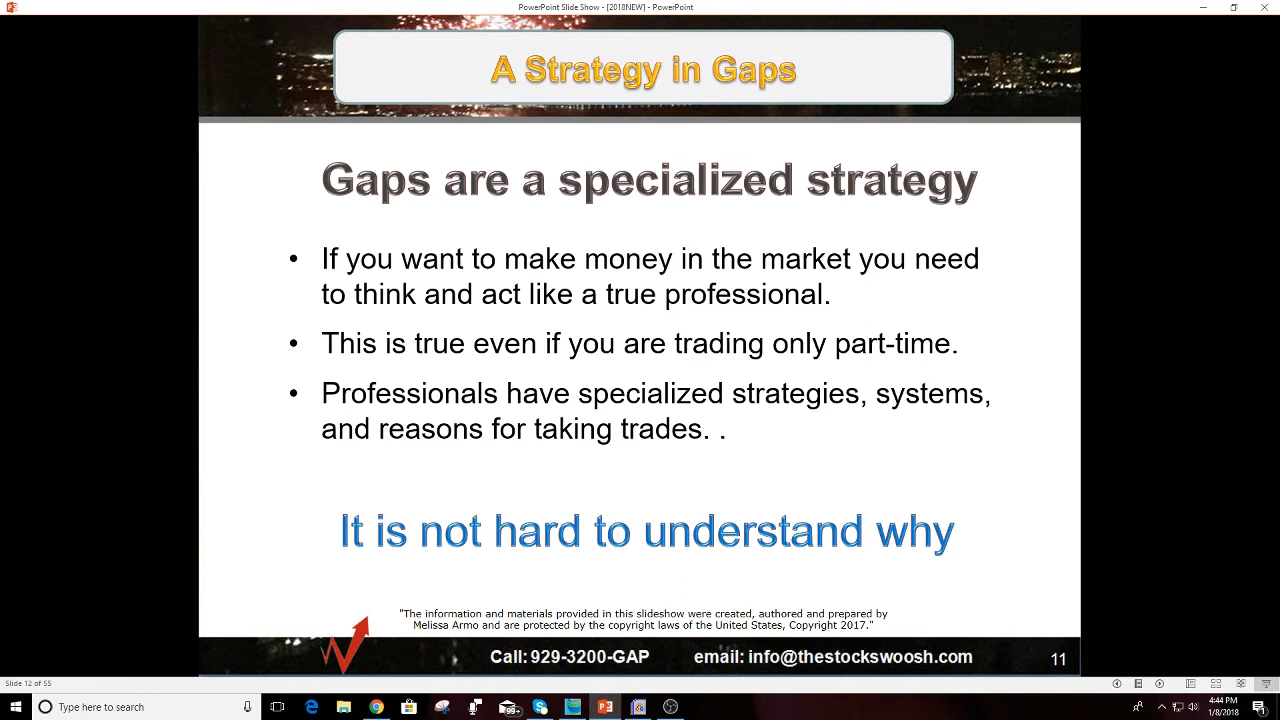 PowerPoint Slide Show - [2018NEW] - PowerPoint
A Strategy in Gaps
Gaps are a specialized strategy
• If you want to make money in the market you need
to think and act like a true professional.
• This is true even if you are trading only part-time.
• Professionals have specialized strategies, systems,
and reasons for taking trades. .
It is not hard to understand why
"The information and materials provided in this slideshow were created, authored and prepared by
Melissa Armo and are protected by the copyright laws of the United States, Copyright 2017."
Call: 929-3200-GAP email: info@thestockswoosh.com 11
Slide 12 of 55
Type here to search
99+
4:44 PM
1/8/2018